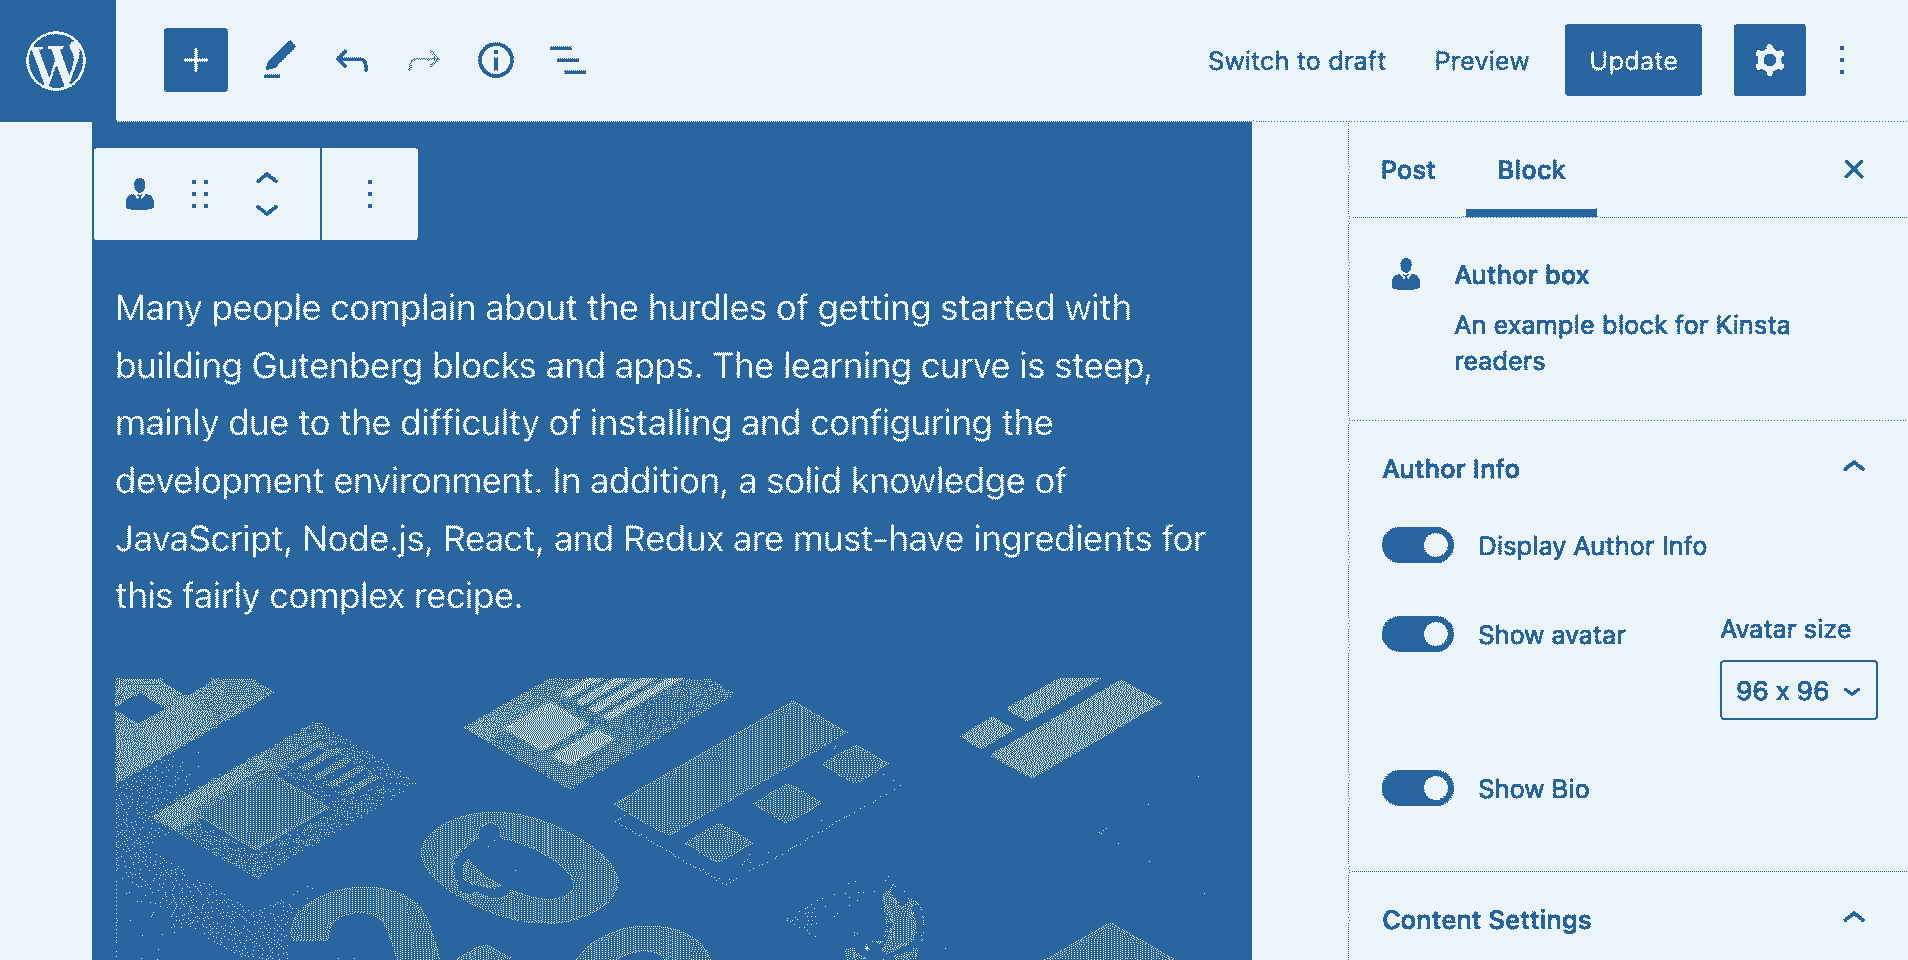 Switch to draft
Preview
Update
Many people complain about the hurdles of getting started with
building Gutenberg blocks and apps. The learning curve is steep,
mainly due to the difficulty of installing and configuring the
development environment. In addition, a solid knowledge of
JavaScript, Node.js, React, and Redux are must-have ingredients for
this fairly complex recipe.
Post
Block
Author box
An example block for Kinsta
readers
Author Info
Display Author Info
Show avatar
Avatar size
96 x 96
Show Bio
Content Settings